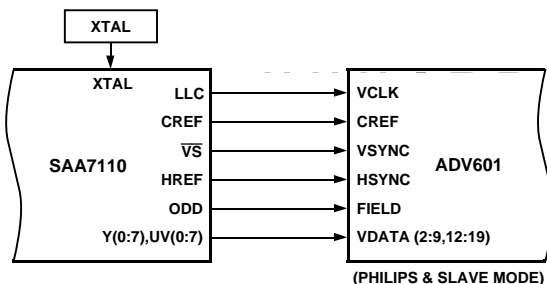 XTAL
XTAL
LLC
VCLK
CREF
CREF
SAA7110
V̅S̅
VSYNC
ADV601
HREF
HSYNC
ODD
FIELD
Y(0:7),UV(0:7)
VDATA (2:9,12:19)
(PHILIPS & SLAVE MODE)